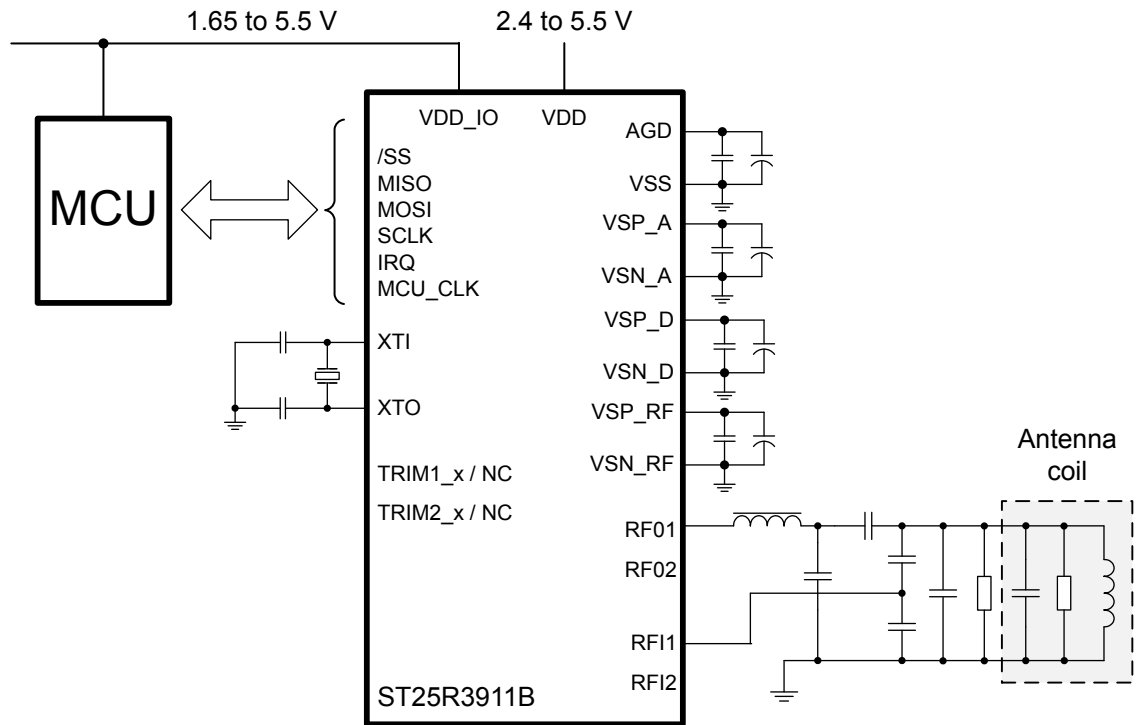 1.65 to 5.5 V
2.4 to 5.5 V
MCU
VDD_IO
VDD
/SS
MISO
MOSI
SCLK
IRQ
MCU_CLK
XTI
XTO
TRIM1_x / NC
TRIM2_x / NC
ST25R3911B
AGD
VSS
VSP_A
VSN_A
VSP_D
VSN_D
VSP_RF
VSN_RF
RF01
RF02
RFI1
RFI2
Antenna
coil